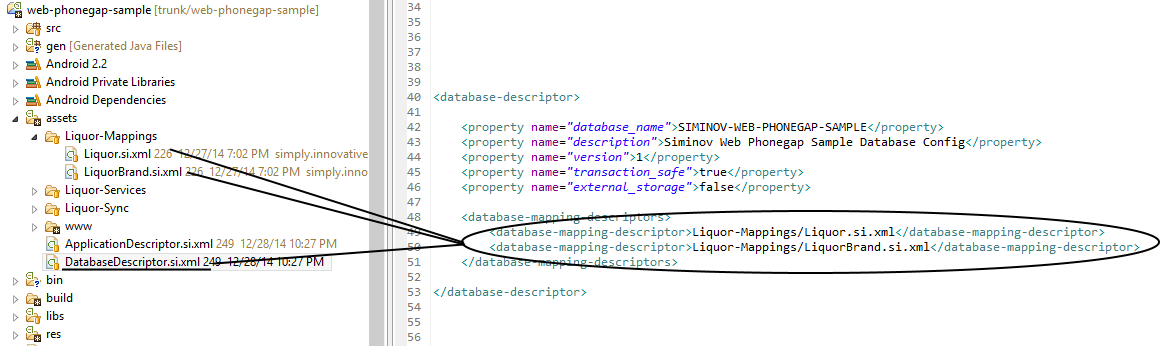 web-phonegap-sample [trunk/web-phonegap-sample]
src
gen [Generated Java Files]
Android 2.2
Android Private Libraries
Android Dependencies
assets
Liquor-Mappings
Liquor.si.xml 226 12/27/14 7:02 PM simply.innovative
LiquorBrand.si.xml 226 12/27/14 7:02 PM simply.inno
Liquor-Services
Liquor-Sync
www
ApplicationDescriptor.si.xml 249 12/28/14 10:27 PM
DatabaseDescriptor.si.xml 249 12/28/14 10:27 PM
bin
build
libs
res
34
35
36
37
38
39
40 <database-descriptor>
41
42 <property name="database_name">SIMINOV-WEB-PHONEGAP-SAMPLE</property>
43 <property name="description">Siminov Web Phonegap Sample Database Config</property>
44 <property name="version">1</property>
45 <property name="transaction_safe">true</property>
46 <property name="external_storage">false</property>
47
48 <database-mapping-descriptors>
49 <database-mapping-descriptor>Liquor-Mappings/Liquor.si.xml</database-mapping-descriptor>
50 <database-mapping-descriptor>Liquor-Mappings/LiquorBrand.si.xml</database-mapping-descriptor>
51 </database-mapping-descriptors>
52
53 </database-descriptor>
54
55
56